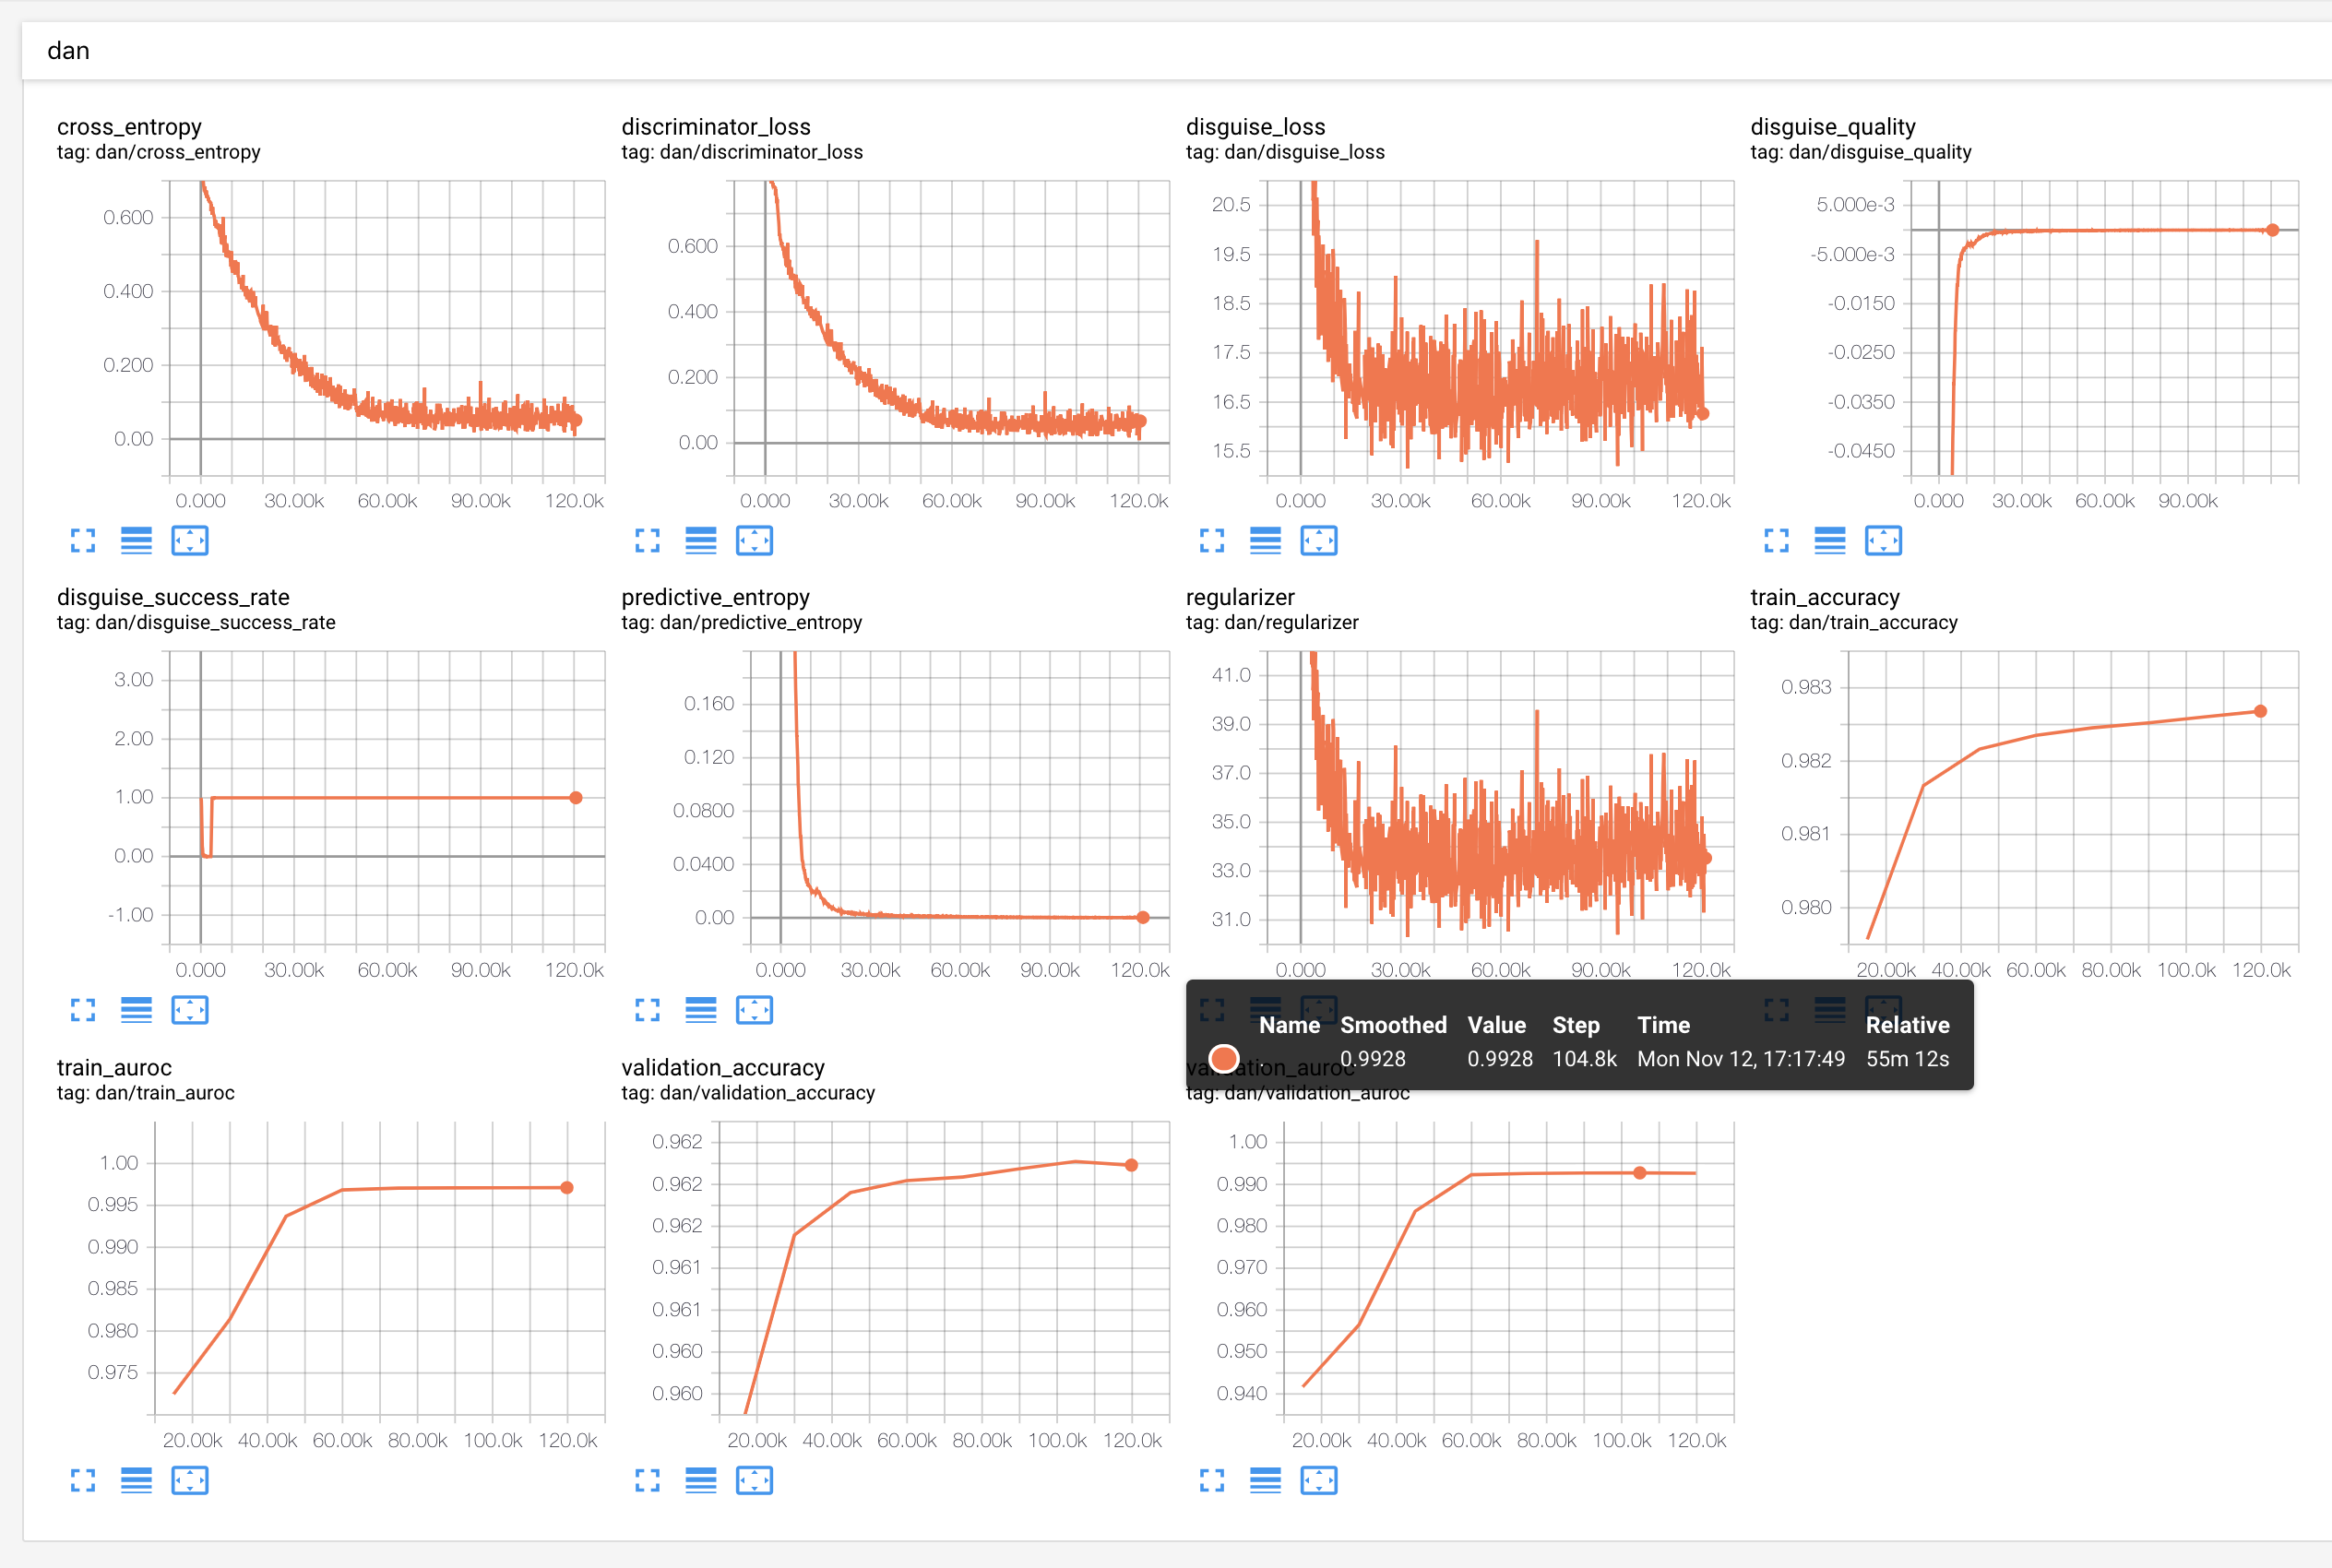 dan
cross_entropy
tag: dan/cross_entropy
0.600
0.400
0.200
0.00
0.000 30.00k 60.00k 90.00k 120.0k
discriminator_loss
tag: dan/discriminator_loss
0.600
0.400
0.200
0.00
0.000 30.00k 60.00k 90.00k 120.0k
disguise_loss
tag: dan/disguise_loss
20.5
19.5
18.5
17.5
16.5
15.5
0.000 30.00k 60.00k 90.00k 120.0k
disguise_quality
tag: dan/disguise_quality
5.000e-3
-5.000e-3
-0.0150
-0.0250
-0.0350
-0.0450
0.000 30.00k 60.00k 90.00k
disguise_success_rate
tag: dan/disguise_success_rate
3.00
2.00
1.00
0.00
-1.00
0.000 30.00k 60.00k 90.00k 120.0k
predictive_entropy
tag: dan/predictive_entropy
0.160
0.120
0.0800
0.0400
0.00
0.000 30.00k 60.00k 90.00k 120.0k
regularizer
tag: dan/regularizer
41.0
39.0
37.0
35.0
33.0
31.0
0.000 30.00k 60.00k 90.00k 120.0k
train_accuracy
tag: dan/train_accuracy
0.983
0.982
0.981
0.980
20.00k 40.00k 60.00k 80.00k 100.0k 120.0k
Name Smoothed Value Step Time Relative
. 0.9928 0.9928 104.8k Mon Nov 12, 17:17:49 55m 12s
train_auroc
tag: dan/train_auroc
1.00
0.995
0.990
0.985
0.980
0.975
20.00k 40.00k 60.00k 80.00k 100.0k 120.0k
validation_accuracy
tag: dan/validation_accuracy
0.962
0.962
0.962
0.961
0.961
0.960
0.960
20.00k 40.00k 60.00k 80.00k 100.0k 120.0k
validation_auroc
tag: dan/validation_auroc
1.00
0.990
0.980
0.970
0.960
0.950
0.940
20.00k 40.00k 60.00k 80.00k 100.0k 120.0k